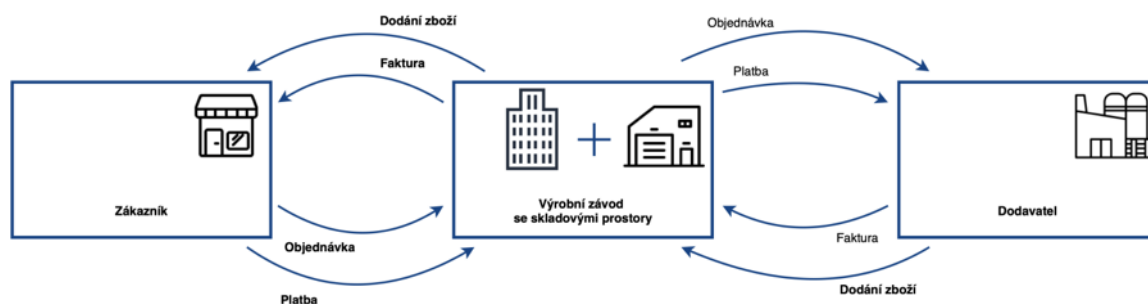 Dodání zboží
Faktura
Objednávka
Platba
Zákazník
Výrobní závod
se skladovými prostory
Dodavatel
Objednávka
Platba
Faktura
Dodání zboží